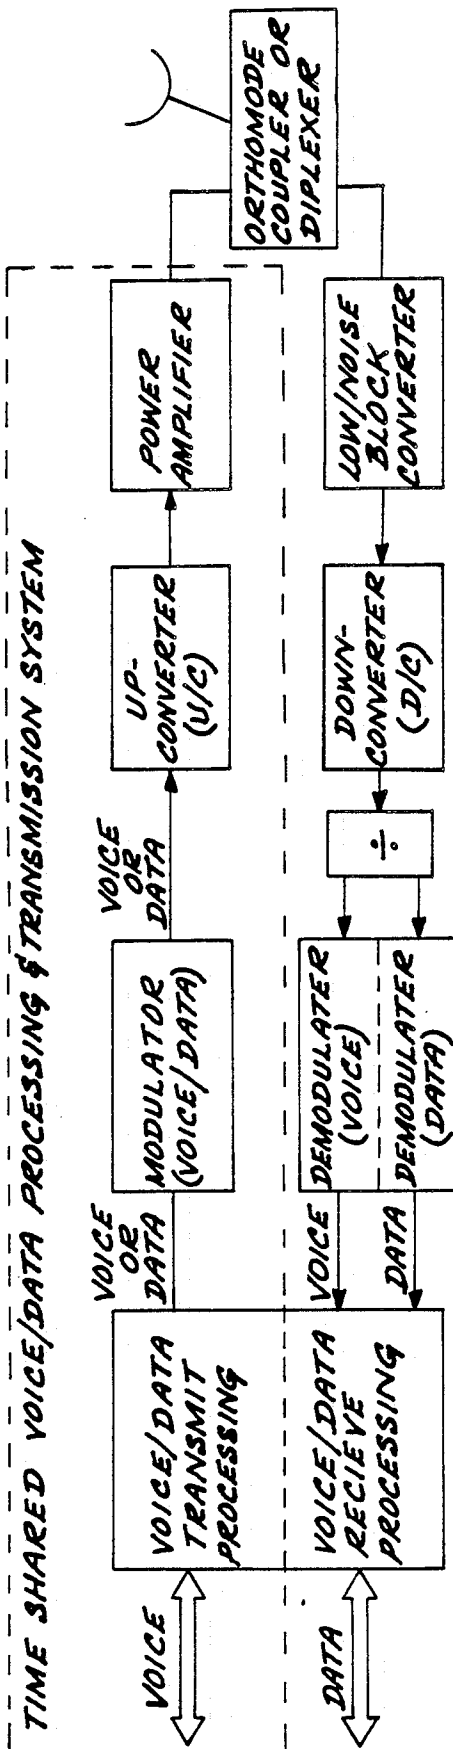 TIME SHARED VOICE/DATA PROCESSING & TRANSMISSION SYSTEM
VOICE
VOICE/DATA
TRANSMIT
PROCESSING
VOICE
OR
DATA
MODULATOR
(VOICE/DATA)
VOICE
OR
DATA
UP-
CONVERTER
(U/C)
POWER
AMPLIFIER
ORTHOMODE
COUPLER OR
DIPLEXER
DATA
VOICE/DATA
RECIEVE
PROCESSING
VOICE
DATA
DEMODULATER
(VOICE)
DEMODULATER
(DATA)
÷
DOWN-
CONVERTER
(D/C)
LOW/NOISE
BLOCK
CONVERTER